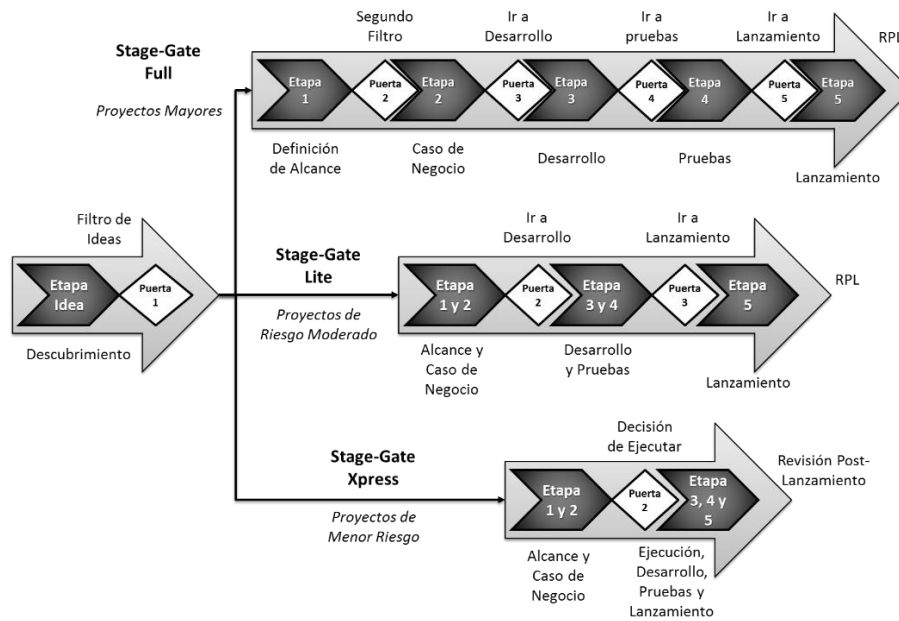 Stage-Gate
Full
Proyectos Mayores
Segundo
Filtro
Ir a
Desarrollo
Ir a
pruebas
Ir a
Lanzamiento
RPL
Etapa
1
Puerta
2
Etapa
2
Puerta
3
Etapa
3
Puerta
4
Etapa
4
Puerta
5
Etapa
5
Definición
de Alcance
Caso de
Negocio
Desarrollo
Pruebas
Lanzamiento
Filtro de
Ideas
Etapa
Idea
Puerta
1
Descubrimiento
Stage-Gate
Lite
Proyectos de
Riesgo Moderado
Ir a
Desarrollo
Ir a
Lanzamiento
RPL
Etapa
1 y 2
Puerta
2
Etapa
3 y 4
Puerta
3
Etapa
5
Alcance y
Caso de
Negocio
Desarrollo
y Pruebas
Lanzamiento
Stage-Gate
Xpress
Proyectos de
Menor Riesgo
Decisión
de Ejecutar
Revisión Post-
Lanzamiento
Etapa
1 y 2
Puerta
2
Etapa
3, 4 y
5
Alcance y
Caso de
Negocio
Ejecución,
Desarrollo,
Pruebas y
Lanzamiento